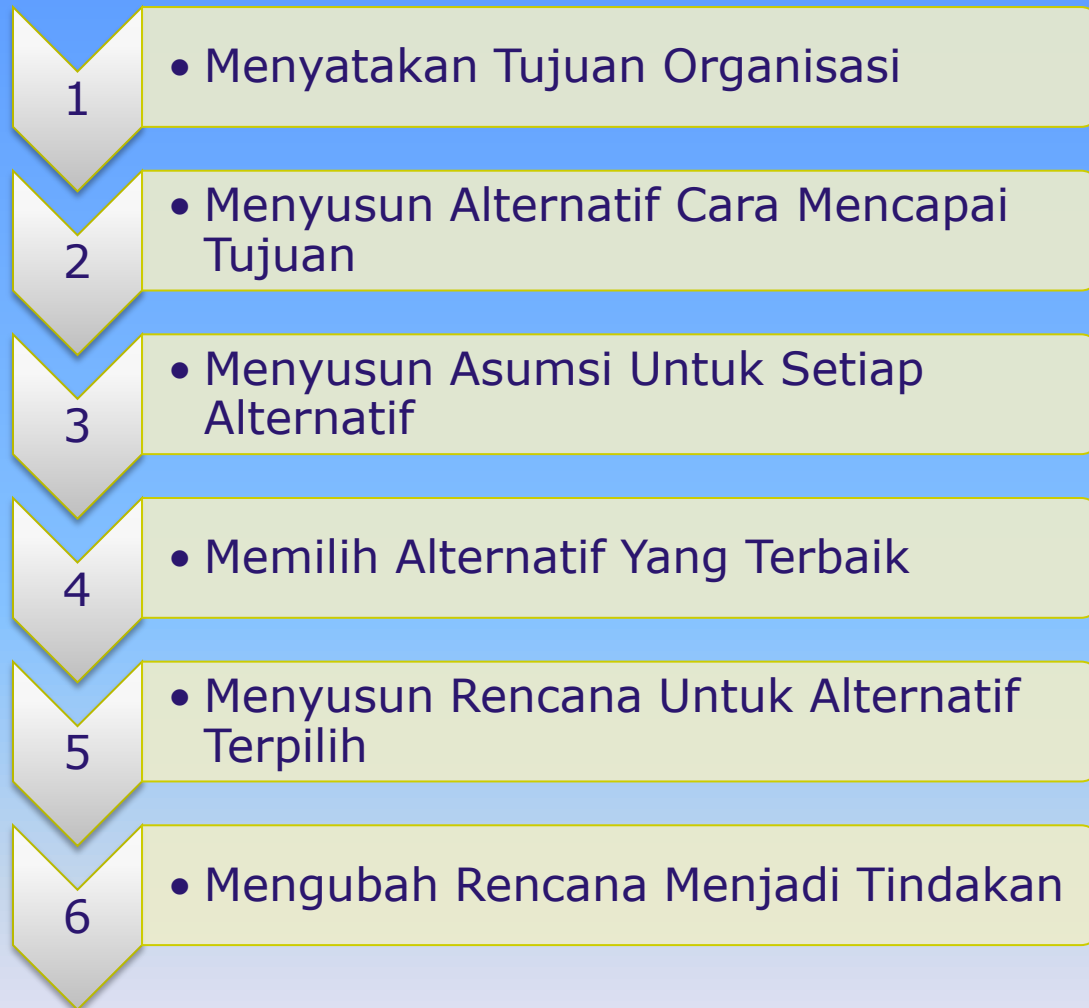 1
• Menyatakan Tujuan Organisasi
2
• Menyusun Alternatif Cara Mencapai
Tujuan
3
• Menyusun Asumsi Untuk Setiap
Alternatif
4
• Memilih Alternatif Yang Terbaik
5
• Menyusun Rencana Untuk Alternatif
Terpilih
6
• Mengubah Rencana Menjadi Tindakan